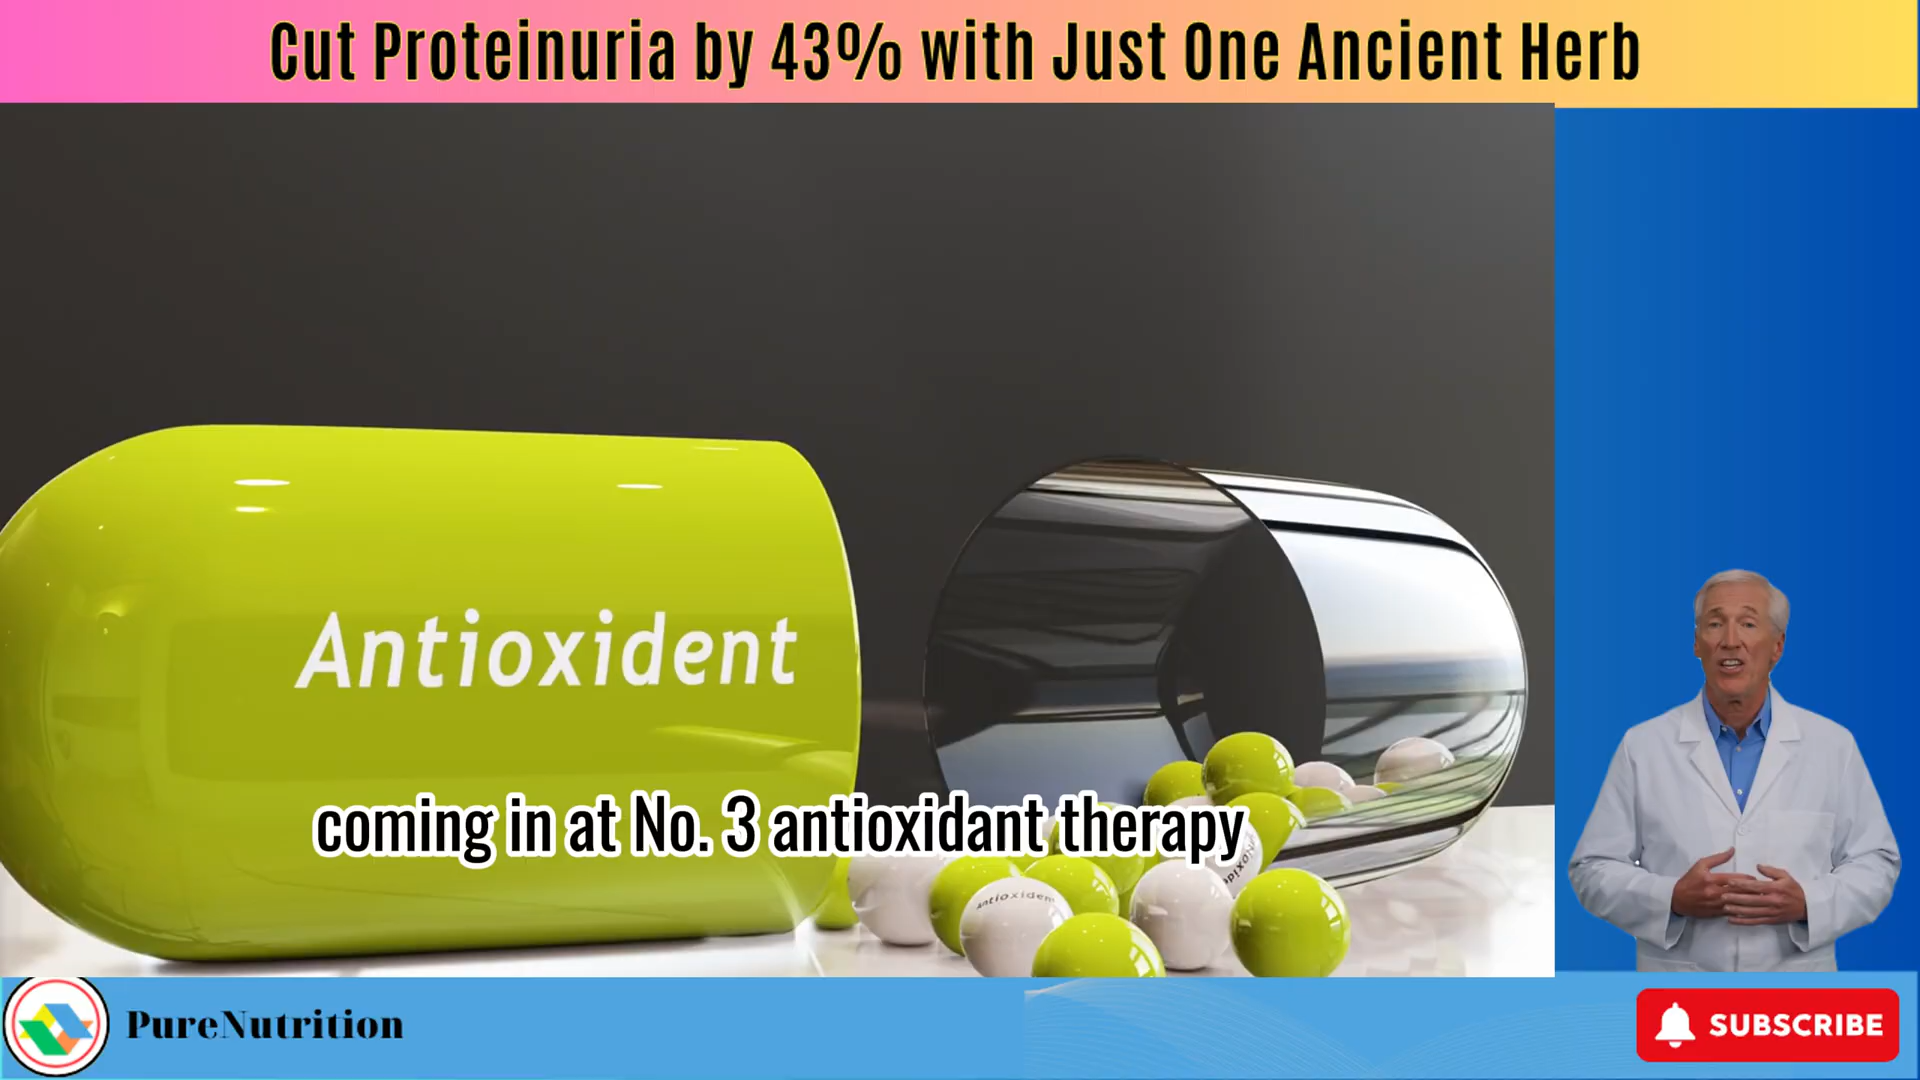 Cut Proteinuria by 43% with Just One Ancient Herb
Antioxident
coming in at No. 3 antioxidant therapy
Antioxident
PureNutrition
SUBSCRIBE